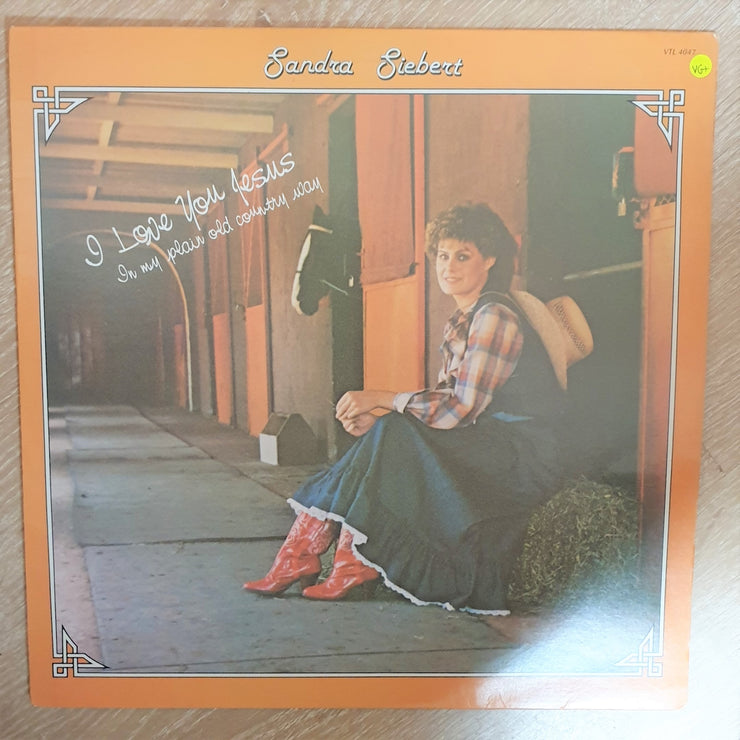 Sandra Siebert
VTL 4047
VG+
I Love You Jesus
In my plain old country way